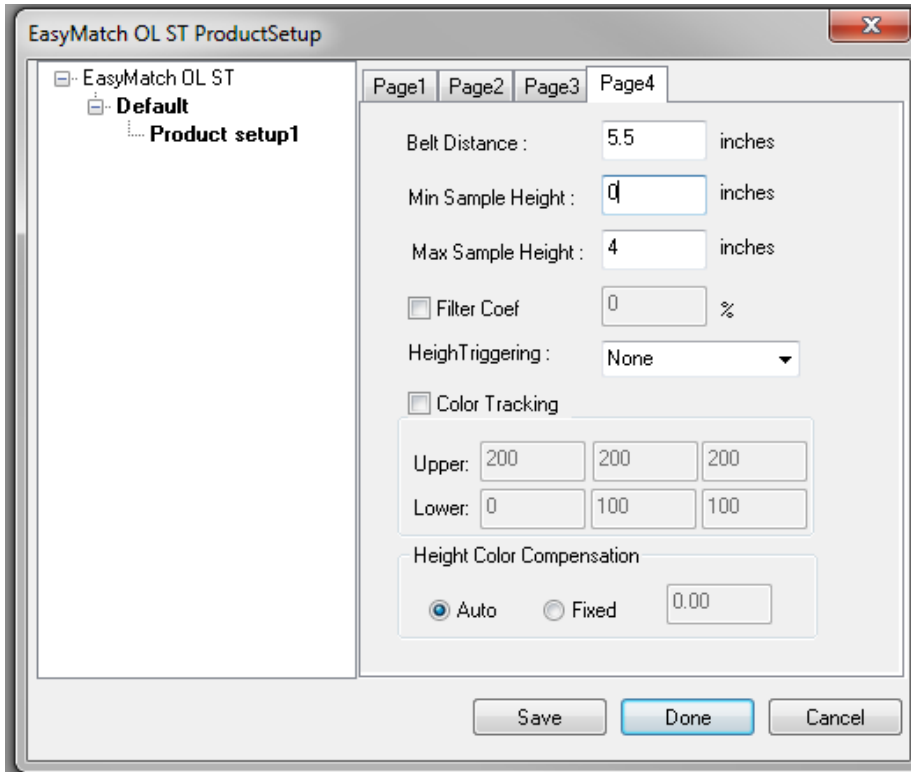 EasyMatch OL ST ProductSetup
EasyMatch OL ST
Default
Product setup1
Page1 Page2 Page3 Page4
Belt Distance : 5.5 inches
Min Sample Height : 0 inches
Max Sample Height : 4 inches
Filter Coef 0 %
HeighTriggering : None
Color Tracking
Upper: 200 200 200
Lower: 0 100 100
Height Color Compensation
Auto Fixed 0.00
Save Done Cancel